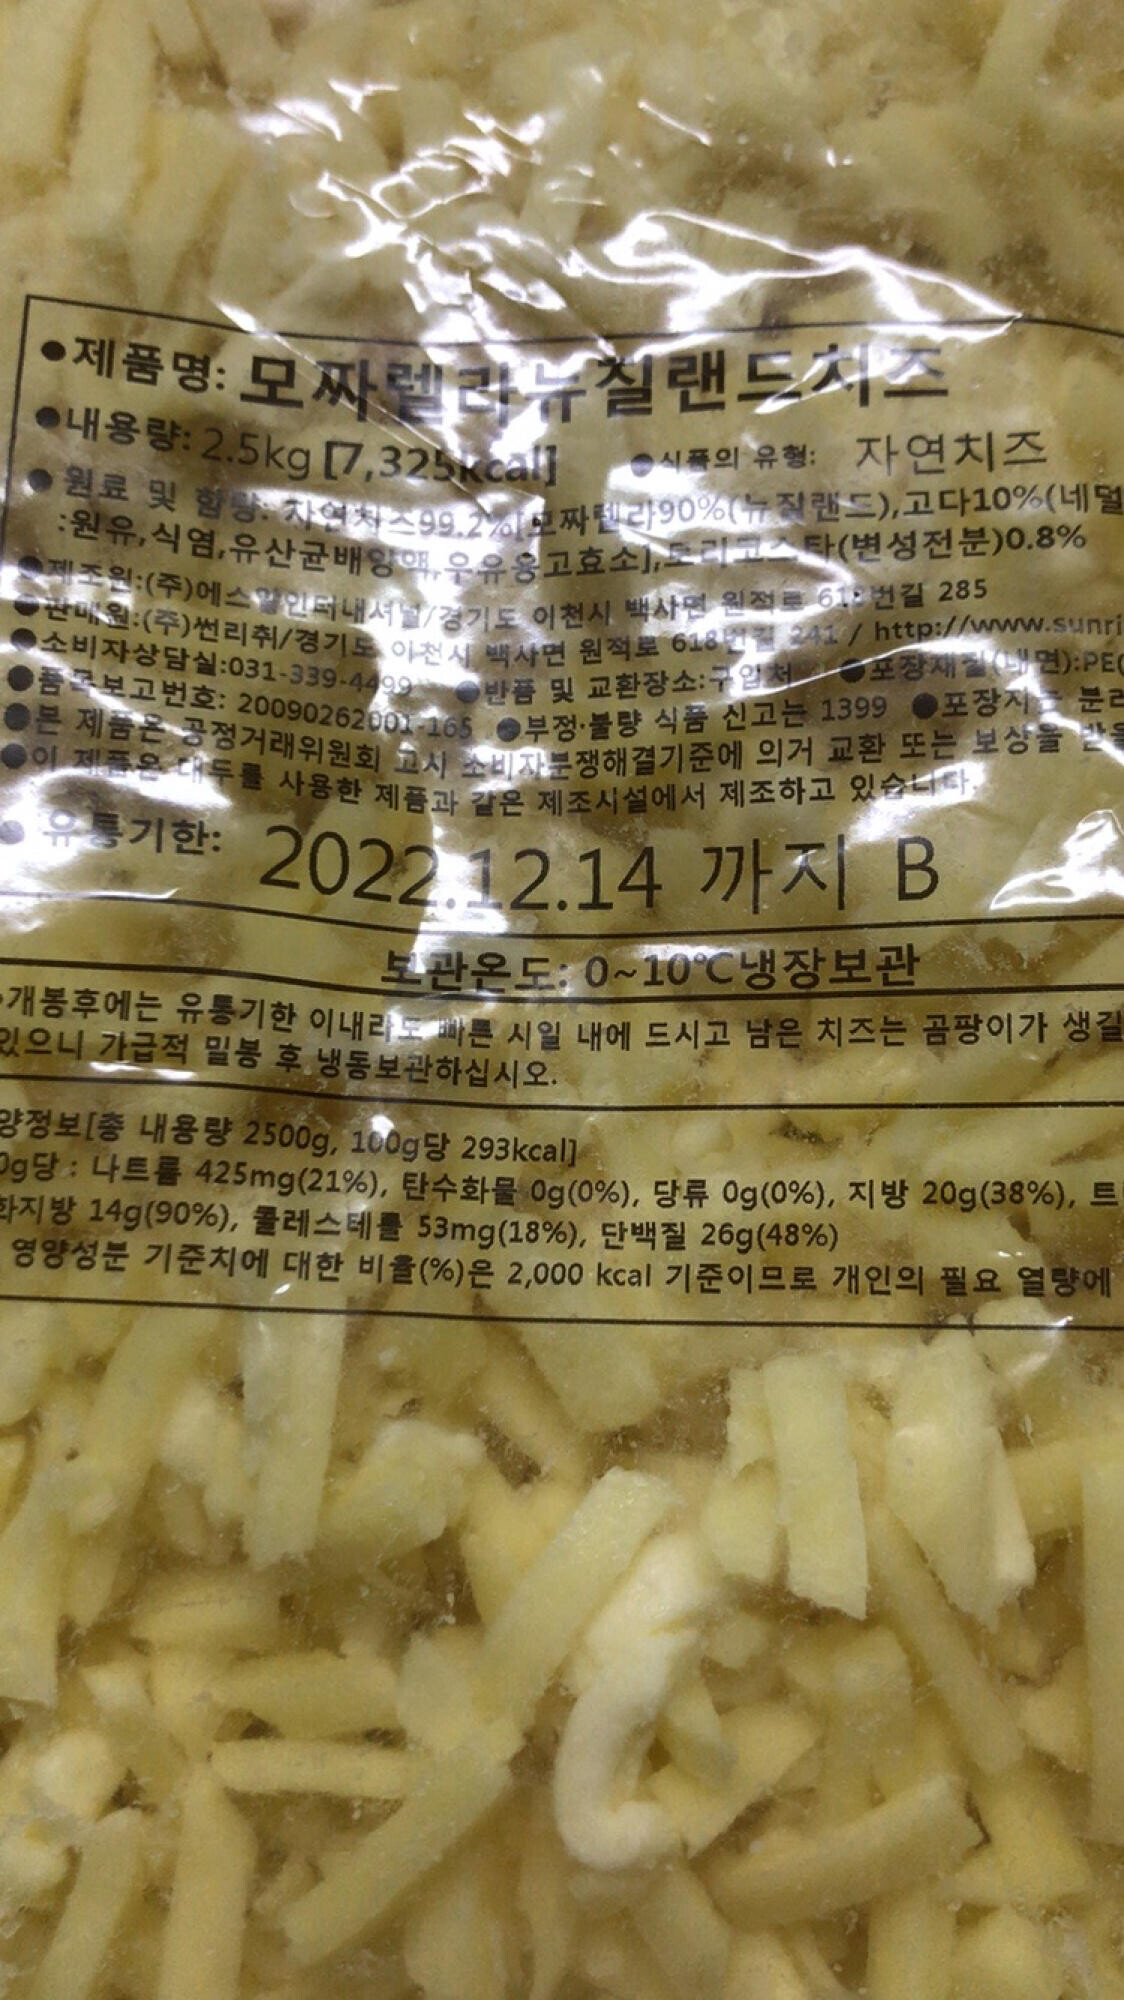 ●제품명: 모짜렐라뉴질랜드치즈
●내용량: 2.5kg [7,325kcal] ●식품의 유형: 자연치즈
●원료 및 함량: 자연치즈99.2%[모짜렐라90%(뉴질랜드),고다10%(네덜
:원유,식염,유산균배양액,우유응고효소],토리고스타(변성전분)0.8%
●제조원:(주)에스알인터내셔널/경기도 이천시 백사면 원적로 618번길 285
●판매원:(주)썬리취/경기도 이천시 백사면 원적로 618번길 241 / http://www.sunri
●소비자상담실:031-339-4499 ●반품 및 교환장소:구입처 ●포장재질(내면):PE(
●품목보고번호: 20090262001-165 ●부정·불량 식품 신고는 1399 ●포장지는 분리
●본 제품은 공정거래위원회 고시 소비자분쟁해결기준에 의거 교환 또는 보상을 받을
●이 제품은 대두를 사용한 제품과 같은 제조시설에서 제조하고 있습니다.
●유통기한: 2022.12.14 까지 B
보관온도: 0~10℃냉장보관
개봉후에는 유통기한 이내라도 빠른 시일 내에 드시고 남은 치즈는 곰팡이가 생길
있으니 가급적 밀봉 후 냉동보관하십시오.
양정보[총 내용량 2500g, 100g당 293kcal]
0g당 : 나트륨 425mg(21%), 탄수화물 0g(0%), 당류 0g(0%), 지방 20g(38%), 트
화지방 14g(90%), 콜레스테롤 53mg(18%), 단백질 26g(48%)
영양성분 기준치에 대한 비율(%)은 2,000 kcal 기준이므로 개인의 필요 열량에